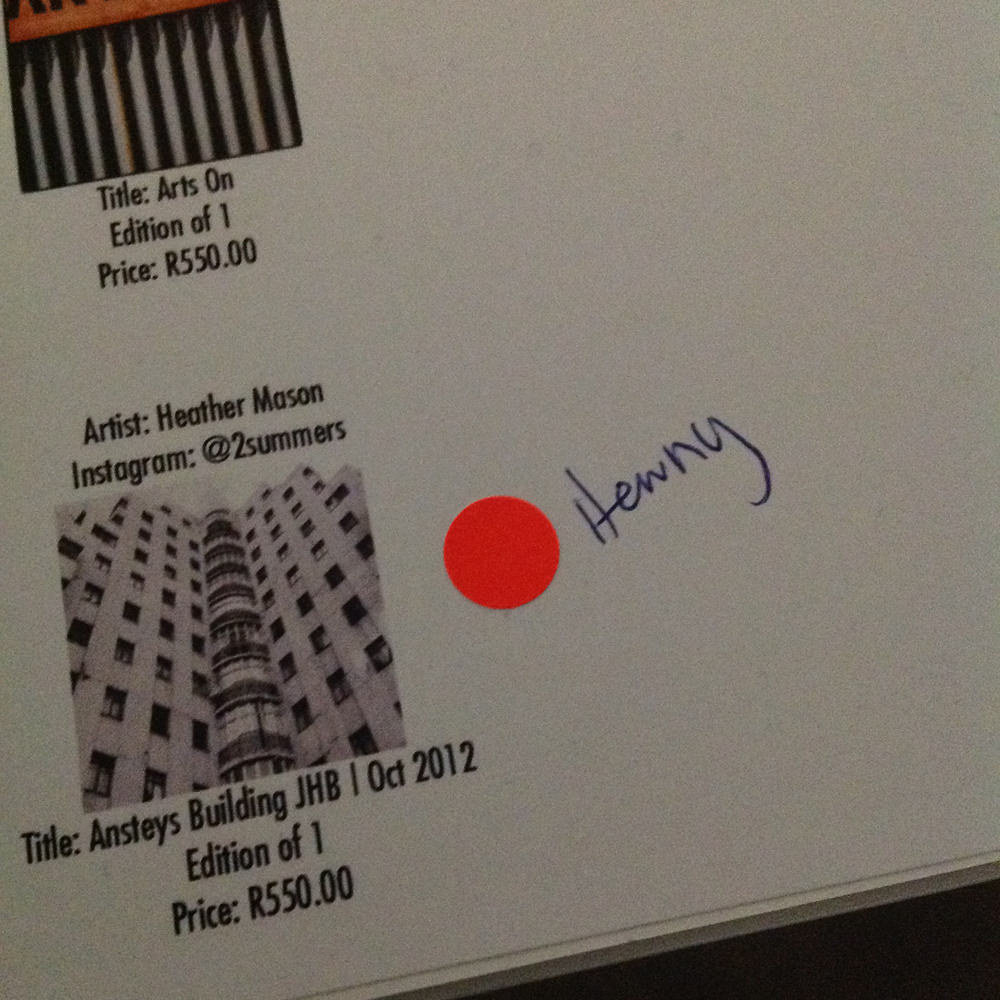 Title: Arts On
Edition of 1
Price: R550.00
Artist: Heather Mason
Instagram: @2summers
Henny
Title: Ansteys Building JHB | Oct 2012
Edition of 1
Price: R550.00